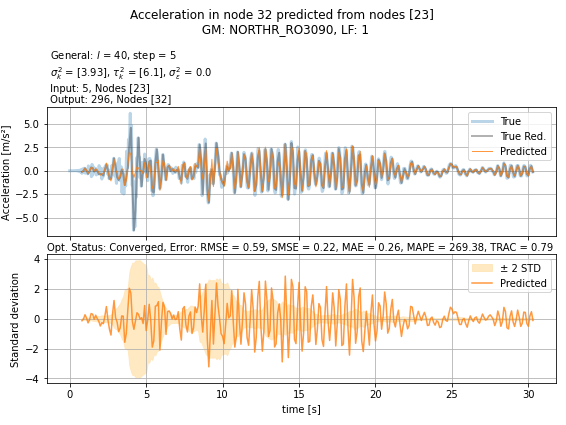 Acceleration in node 32 predicted from nodes [23]
GM: NORTHR_RO3090, LF: 1
General: l = 40, step = 5
σ²ₖ = [3.93], τ²ₖ = [6.1], σ²ε = 0.0
Input: 5, Nodes [23]
Output: 296, Nodes [32]
Acceleration [m/s²]
5.0
2.5
0.0
−2.5
−5.0
True
True Red.
Predicted
Opt. Status: Converged, Error: RMSE = 0.59, SMSE = 0.22, MAE = 0.26, MAPE = 269.38, TRAC = 0.79
Standard deviation
4
2
0
−2
−4
± 2 STD
Predicted
0 5 10 15 20 25 30
time [s]